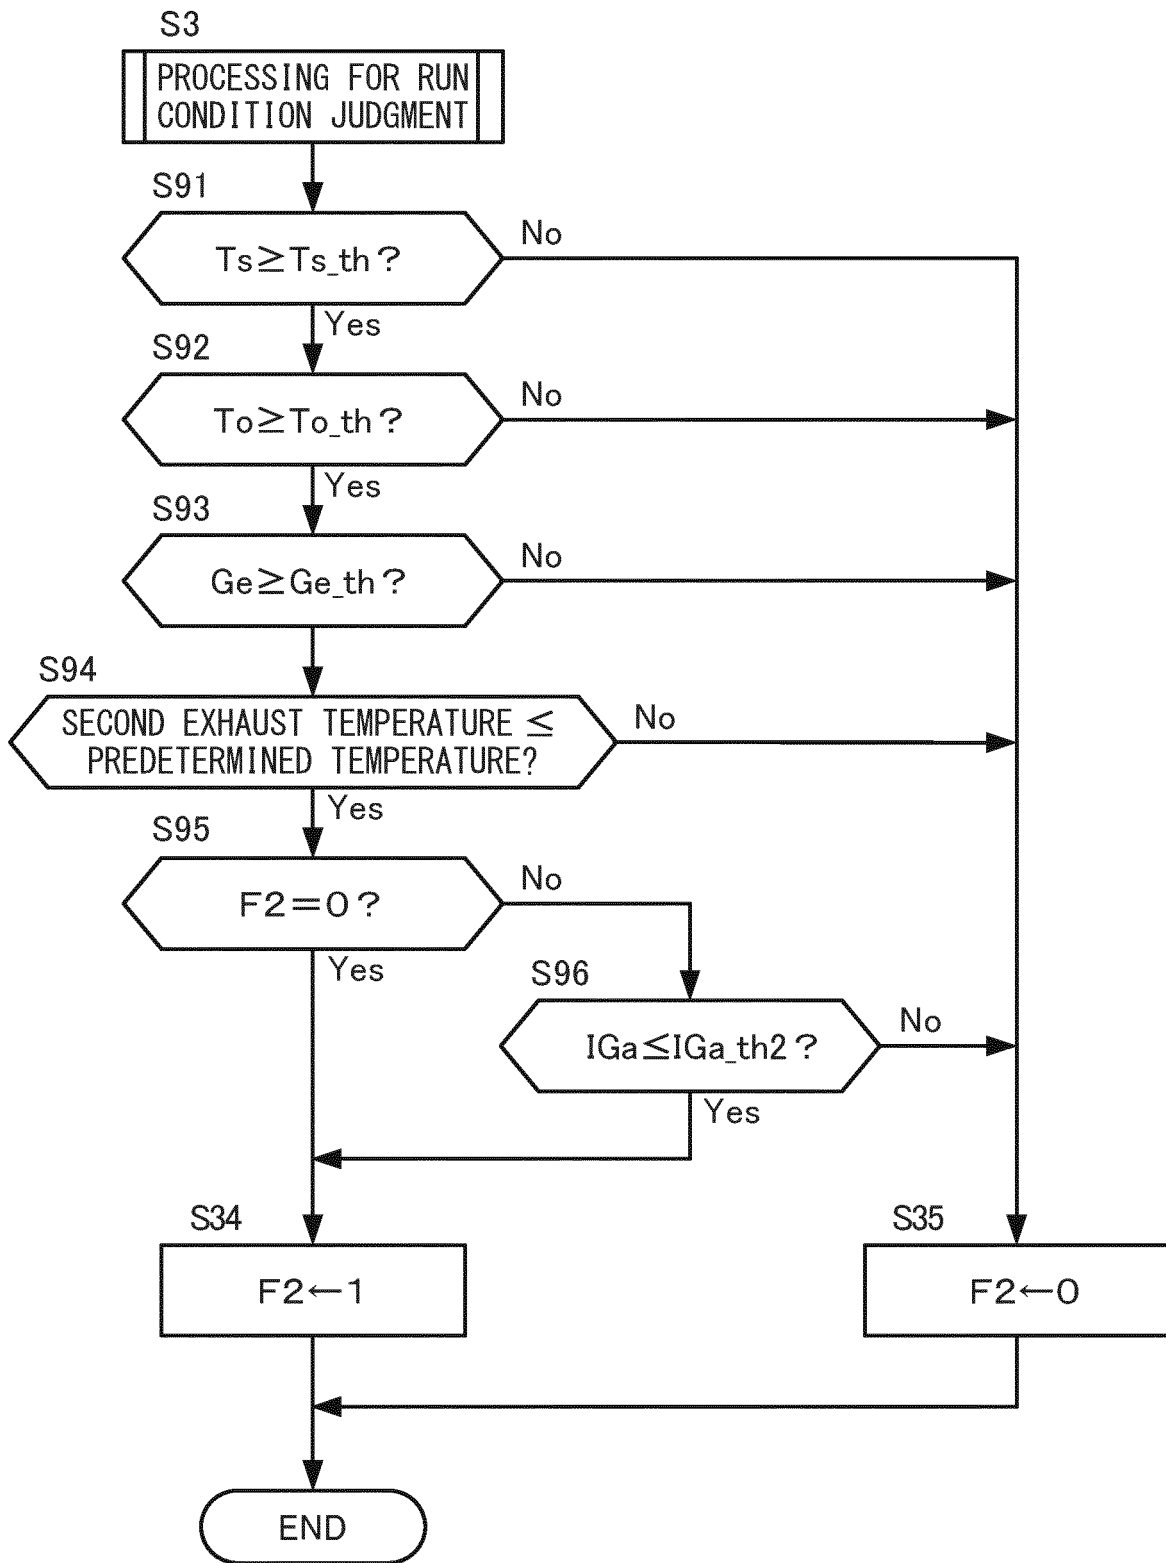 S3
PROCESSING FOR RUN
CONDITION JUDGMENT
S91
Ts≥Ts_th?
No
Yes
S92
To≥To_th?
No
Yes
S93
Ge≥Ge_th?
No
S94
SECOND EXHAUST TEMPERATURE ≤
PREDETERMINED TEMPERATURE?
No
Yes
S95
F2=0?
No
Yes
S96
IGa≤IGa_th2?
No
Yes
S34
F2←1
S35
F2←0
END